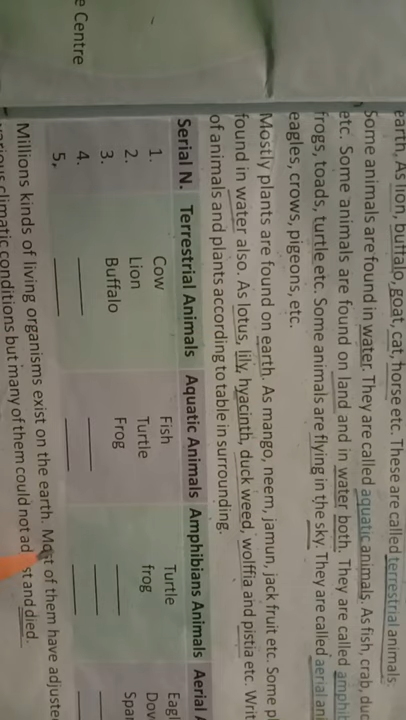 e Centre
earth, As lion, buffalo, goat, cat, horse etc. These are called terrestrial animals.
Some animals are found in water. They are called aquatic animals. As fish, crab, duc
etc. Some animals are found on land and in water both. They are called amphi
frogs, toads, turtle etc. Some animals are flying in the sky. They are called aerial an
eagles, crows, pigeons, etc.
Mostly plants are found on earth. As mango, neem, jamun, jack fruit etc. Some pl
found in water also. As lotus, lily, hyacinth, duck weed, wolffia and pistia etc. Writ
of animals and plants according to table in surrounding.
Serial N. Terrestrial Animals Aquatic Animals Amphibians Animals Aerial A
1. Cow Fish Turtle Eagl
2. Lion Turtle frog Dov
3. Buffalo Frog Spar
4.
5,
Millions kinds of living organisms exist on the earth. Most of them have adjuste
various climatic conditions but many of them could not ad st and died.